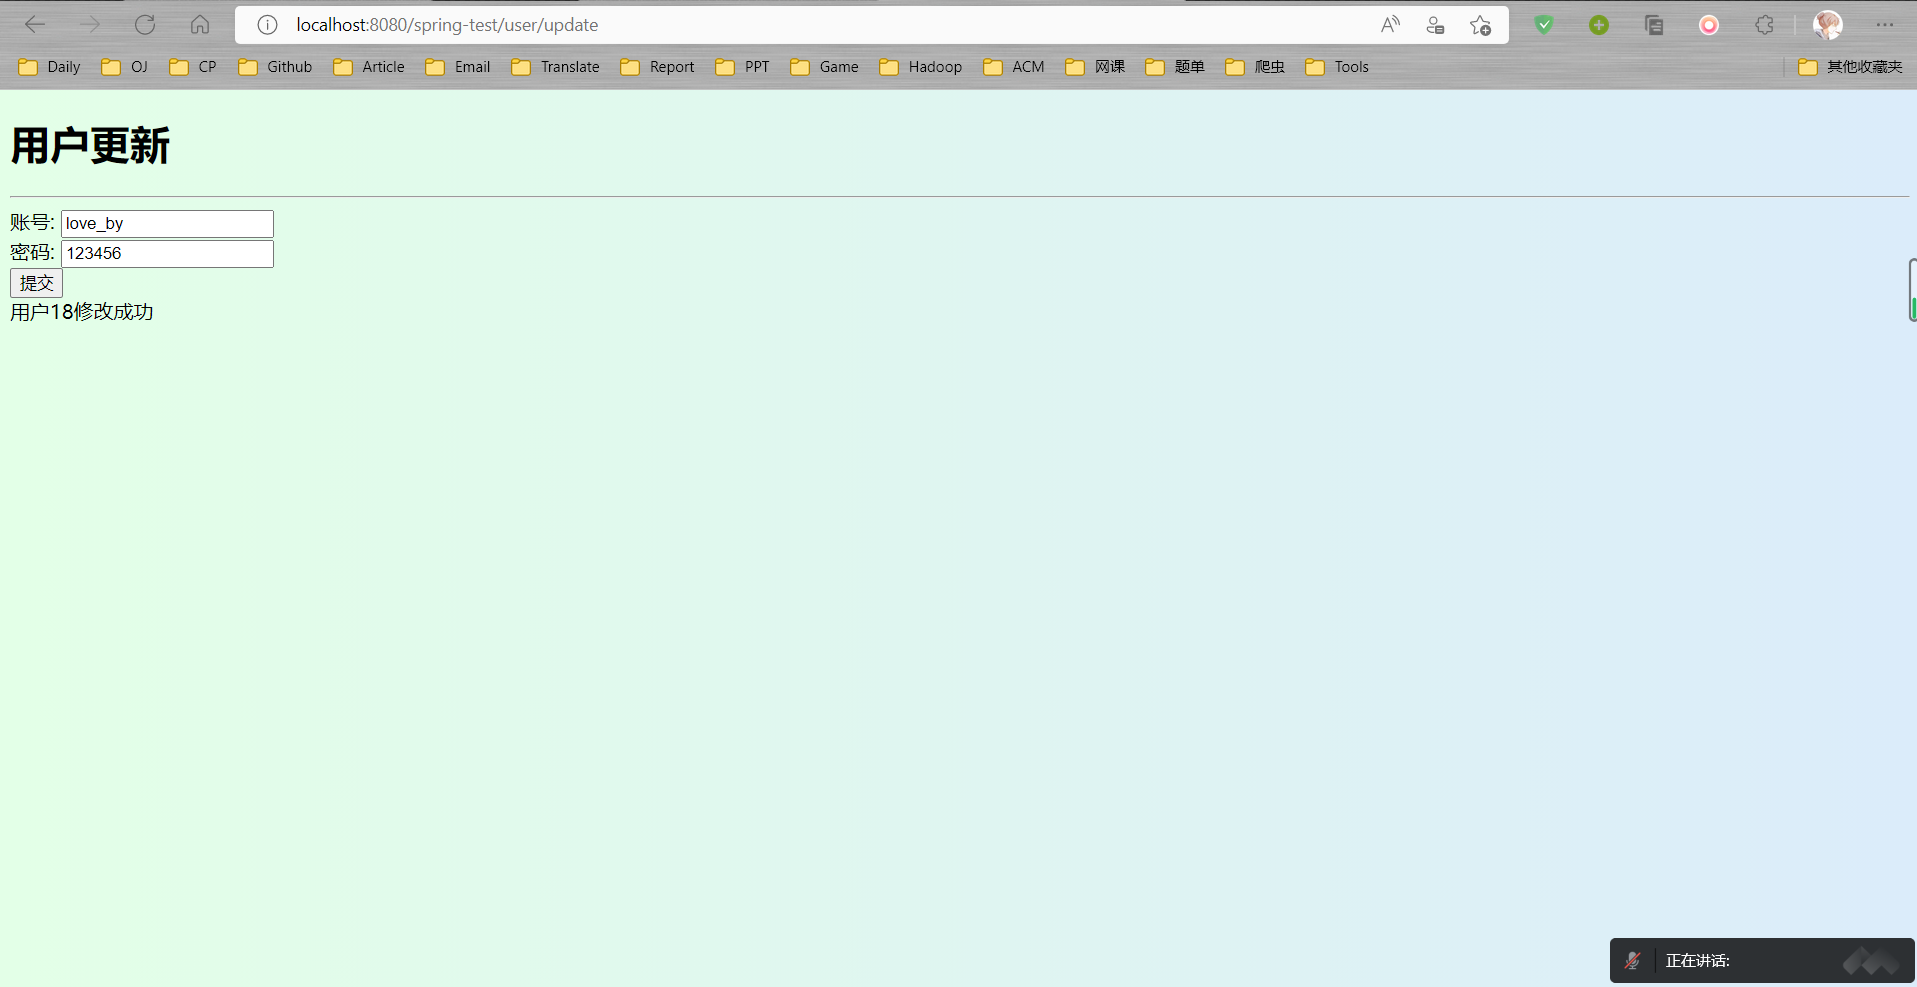 localhost:8080/spring-test/user/update
Daily OJ CP Github Article Email Translate Report PPT Game Hadoop ACM 网课 题单 爬虫 Tools 其他收藏夹
用户更新
账号: love_by
密码: 123456
提交
用户18修改成功
正在讲话: